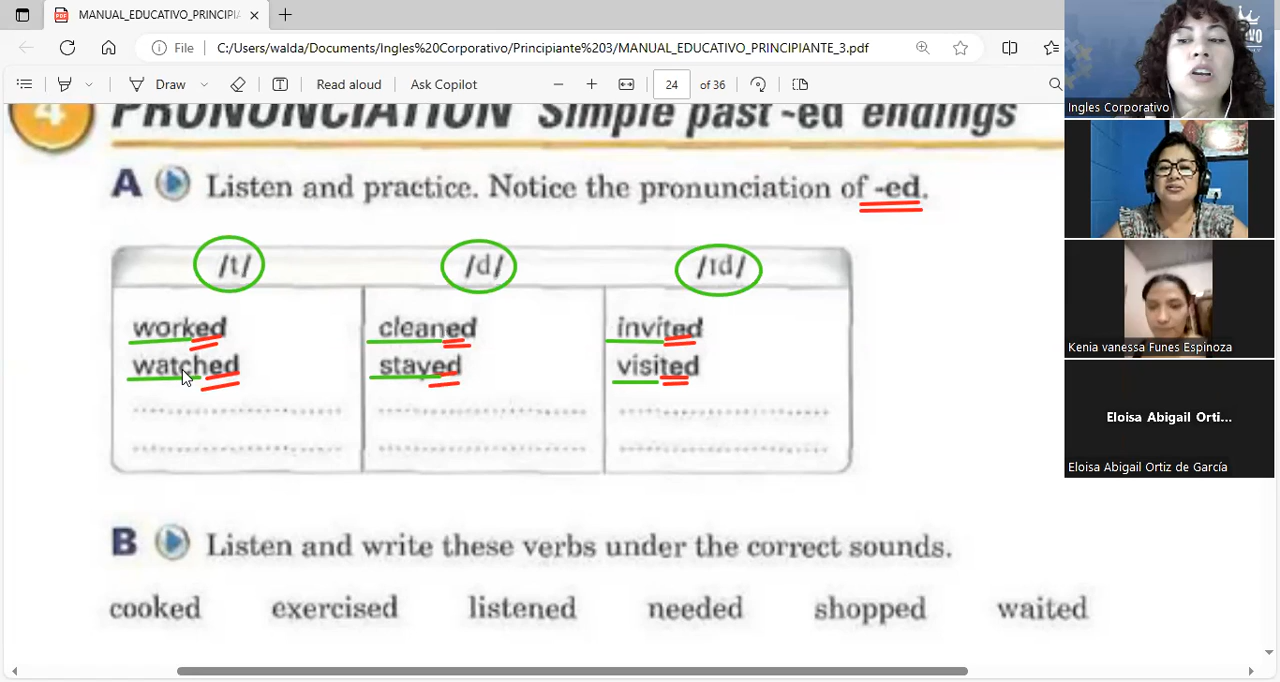 MANUAL_EDUCATIVO_PRINCIPI
File C:/Users/walda/Documents/Ingles%20Corporativo/Principiante%203/MANUAL_EDUCATIVO_PRINCIPIANTE_3.pdf
Draw Read aloud Ask Copilot 24 of 36
4 PRONUNCIATION Simple past -ed endings
A Listen and practice. Notice the pronunciation of -ed.
/t/ /d/ /ɪd/
worked cleaned invited
watched stayed visited
B Listen and write these verbs under the correct sounds.
cooked exercised listened needed shopped waited
Ingles Corporativo
Kenia vanessa Funes Espinoza
Eloisa Abigail Orti...
Eloisa Abigail Ortiz de García